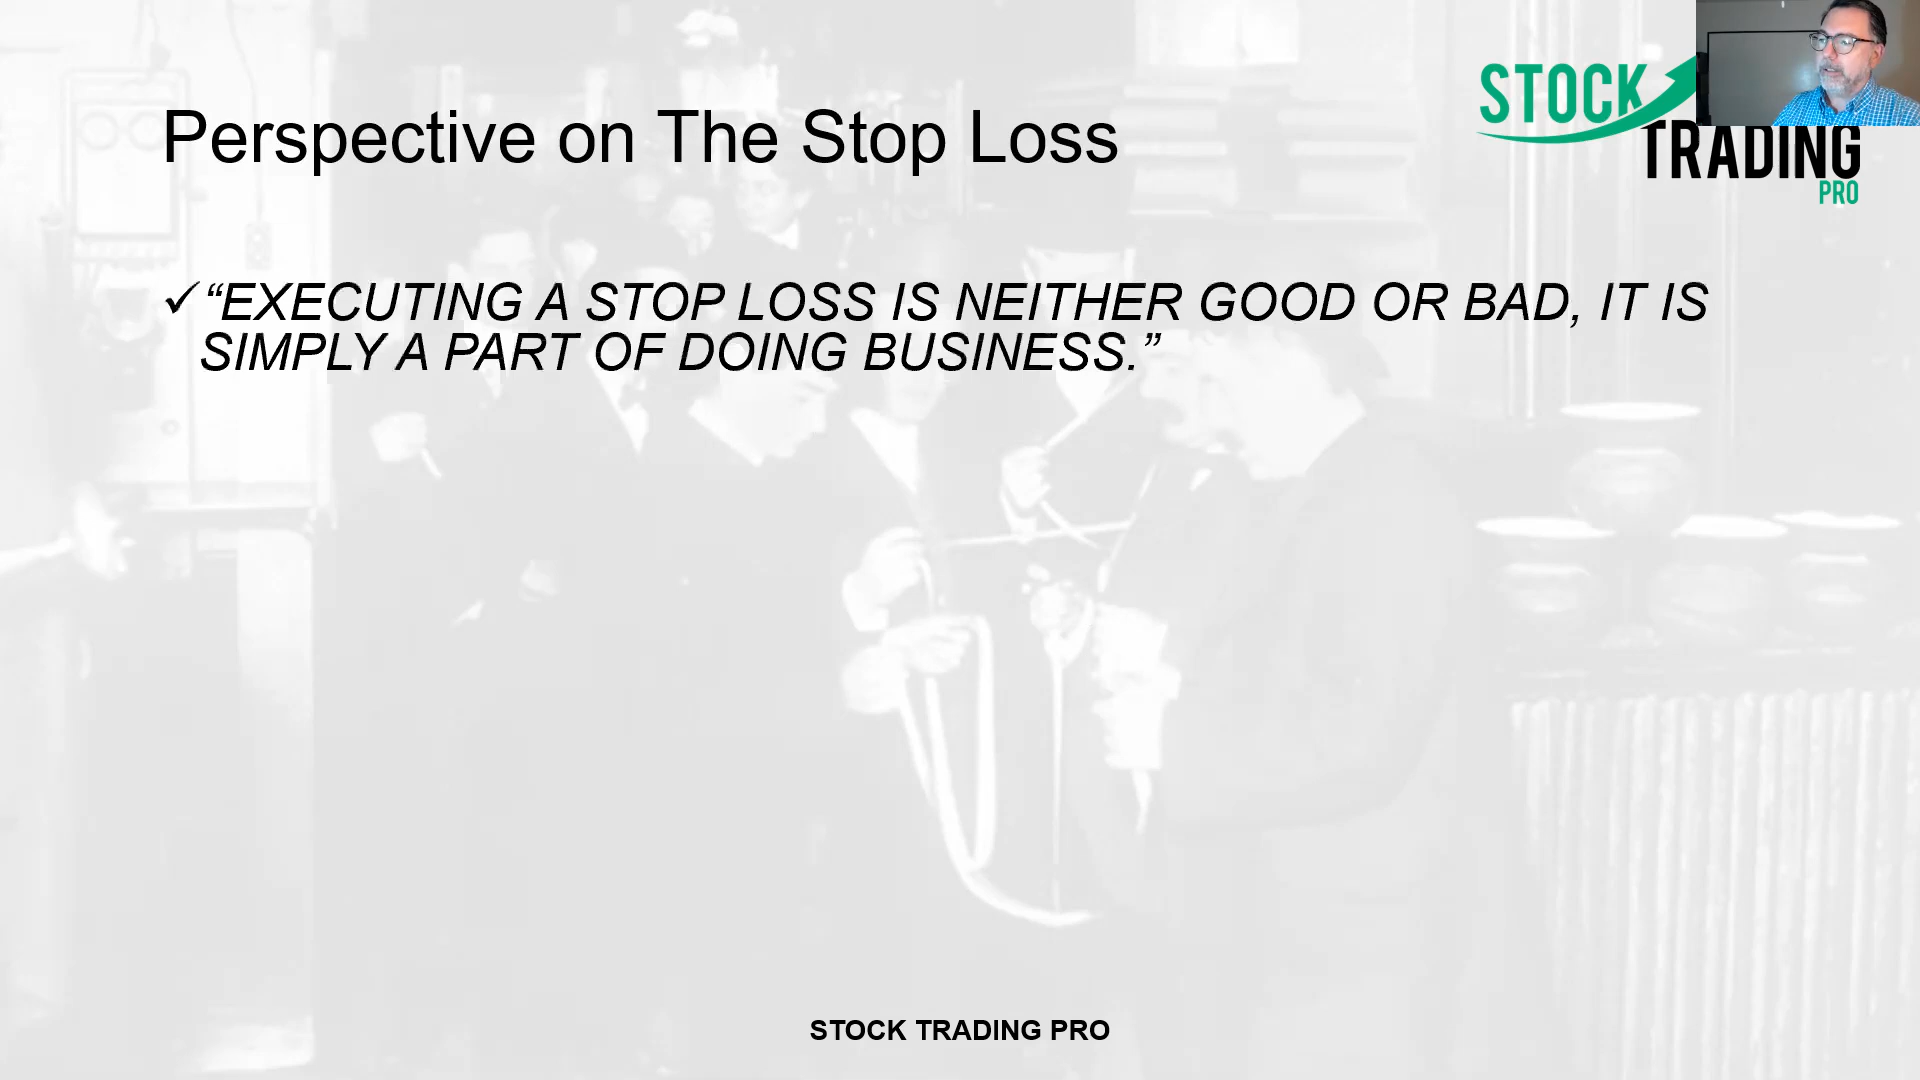 STOCK
TRADING
PRO
Perspective on The Stop Loss
✓“EXECUTING A STOP LOSS IS NEITHER GOOD OR BAD, IT IS
SIMPLY A PART OF DOING BUSINESS.”
STOCK TRADING PRO